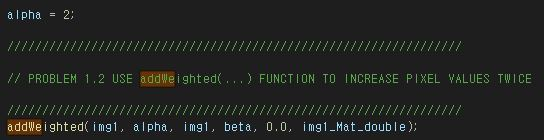 alpha = 2;
/////////////////////////////////////////////////////////////////
// PROBLEM 1.2 USE addWeighted(...) FUNCTION TO INCREASE PIXEL VALUES TWICE
/////////////////////////////////////////////////////////////////
addWeighted(img1, alpha, img1, beta, 0.0, img1_Mat_double);